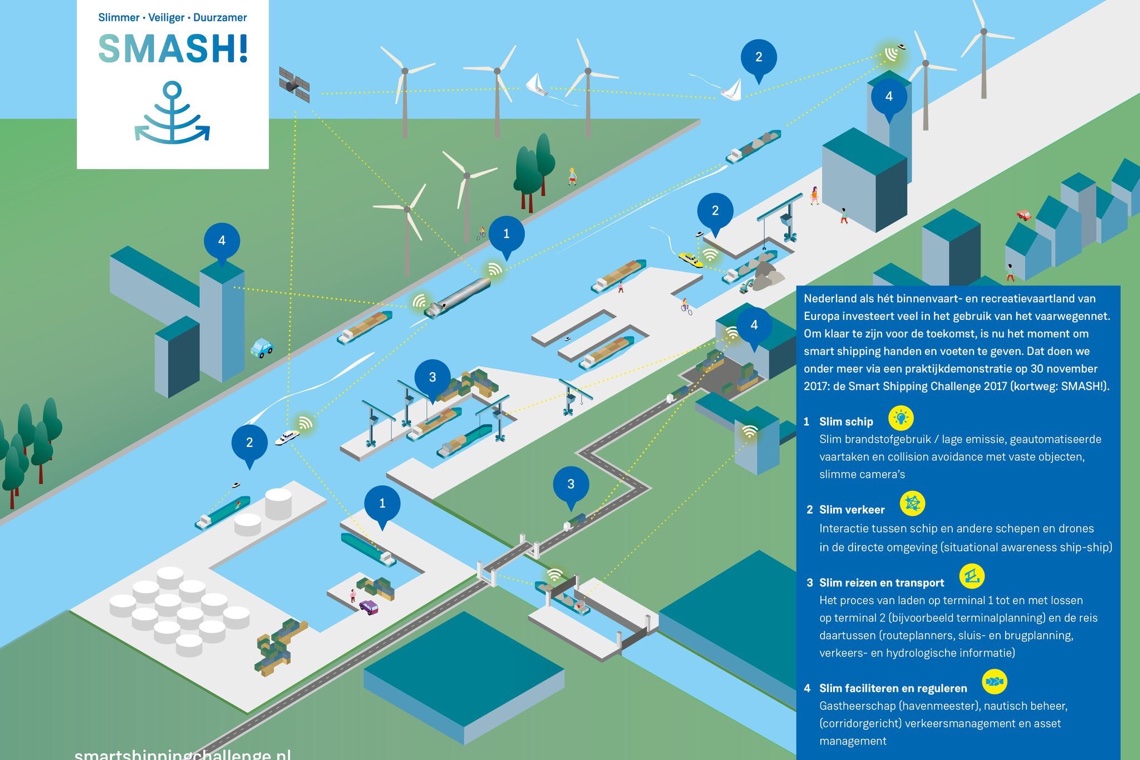 Slimmer · Veiliger · Duurzamer
SMASH!
2
4
2
1
4
4
3
2
3
1
Nederland als hét binnenvaart- en recreatievaartland van
Europa investeert veel in het gebruik van het vaarwegennet.
Om klaar te zijn voor de toekomst, is nu het moment om
smart shipping handen en voeten te geven. Dat doen we
onder meer via een praktijkdemonstratie op 30 november
2017: de Smart Shipping Challenge 2017 (kortweg: SMASH!).
1 Slim schip
Slim brandstofgebruik / lage emissie, geautomatiseerde
vaartaken en collision avoidance met vaste objecten,
slimme camera's
2 Slim verkeer
Interactie tussen schip en andere schepen en drones
in de directe omgeving (situational awareness ship-ship)
3 Slim reizen en transport
Het proces van laden op terminal 1 tot en met lossen
op terminal 2 (bijvoorbeeld terminalplanning) en de reis
daartussen (routeplanners, sluis- en brugplanning,
verkeers- en hydrologische informatie)
4 Slim faciliteren en reguleren
Gastheerschap (havenmeester), nautisch beheer,
(corridorgericht) verkeersmanagement en asset
management
smartshippingchallenge.nl